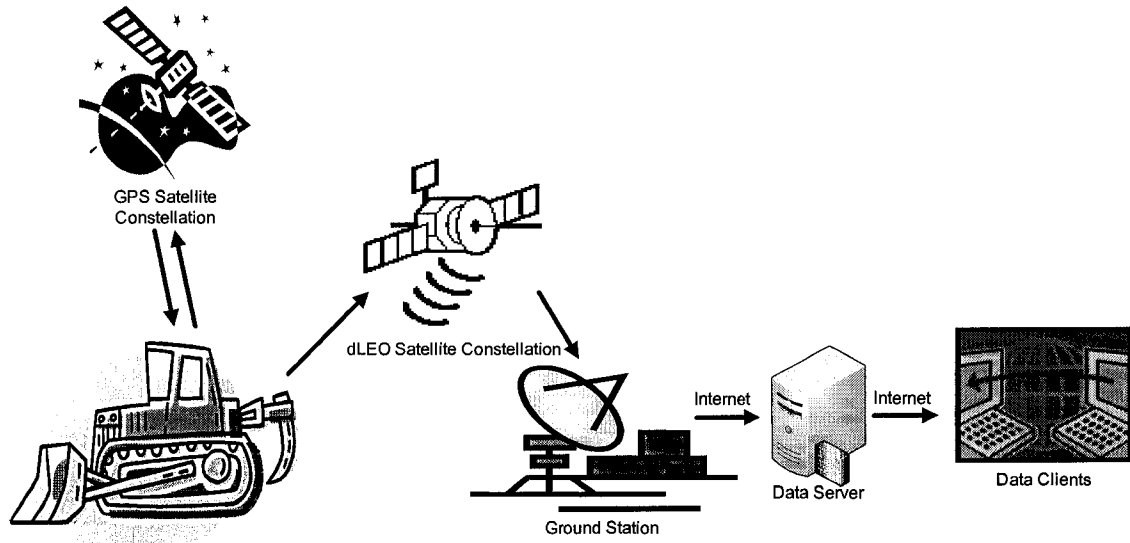 GPS Satellite
Constellation
dLEO Satellite Constellation
Internet
Internet
Data Server
Data Clients
Ground Station